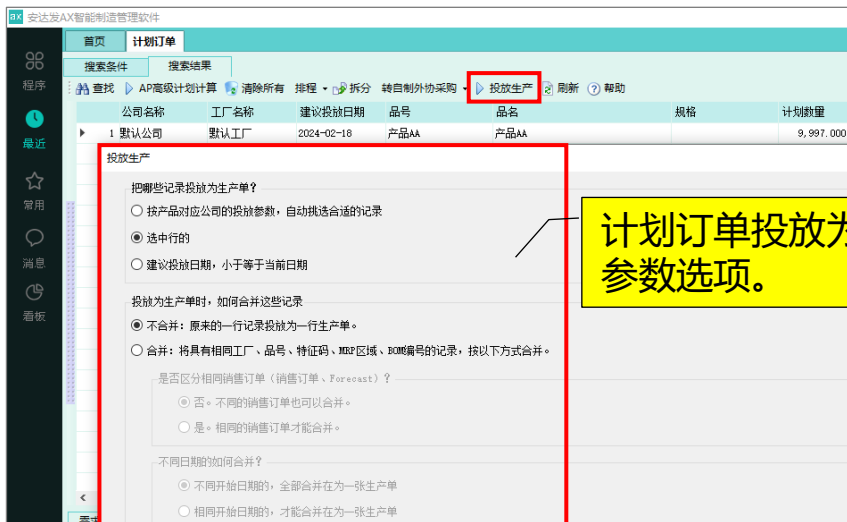 ax 安达发AX智能制造管理软件
首页 计划订单
搜索条件 搜索结果
查找 AP高级计划计算 清除所有 排程 拆分 转自制外协采购 投放生产 刷新 帮助
公司名称 工厂名称 建议投放日期 品号 品名 规格 计划数量
1 默认公司 默认工厂 2024-02-18 产品AA 产品AA 9,997.000
程序
最近
常用
消息
看板
投放生产
把哪些记录投放为生产单?
按产品对应公司的投放参数，自动挑选合适的记录
选中行的
建议投放日期，小于等于当前日期
投放为生产单时，如何合并这些记录
不合并：原来的一行记录投放为一行生产单。
合并：将具有相同工厂、品号、特征码、MRP区域、BOM编号的记录，按以下方式合并。
是否区分相同销售订单（销售订单、Forecast）?
否。不同的销售订单也可以合并。
是。相同的销售订单才能合并。
不同日期的如何合并?
不同开始日期的，全部合并在为一张生产单
相同开始日期的，才能合并在为一张生产单
计划订单投放为
参数选项。